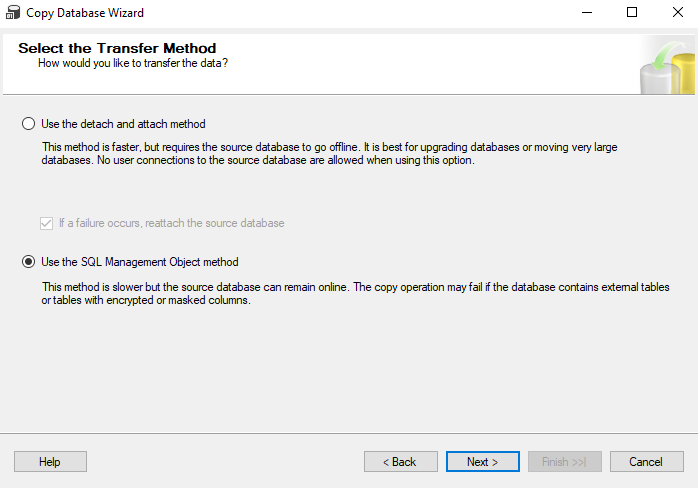 Copy Database Wizard
Select the Transfer Method
How would you like to transfer the data?
Use the detach and attach method
This method is faster, but requires the source database to go offline. It is best for upgrading databases or moving very large
databases. No user connections to the source database are allowed when using this option.
If a failure occurs, reattach the source database
Use the SQL Management Object method
This method is slower but the source database can remain online. The copy operation may fail if the database contains external tables
or tables with encrypted or masked columns.
Help
< Back
Next >
Finish >>|
Cancel